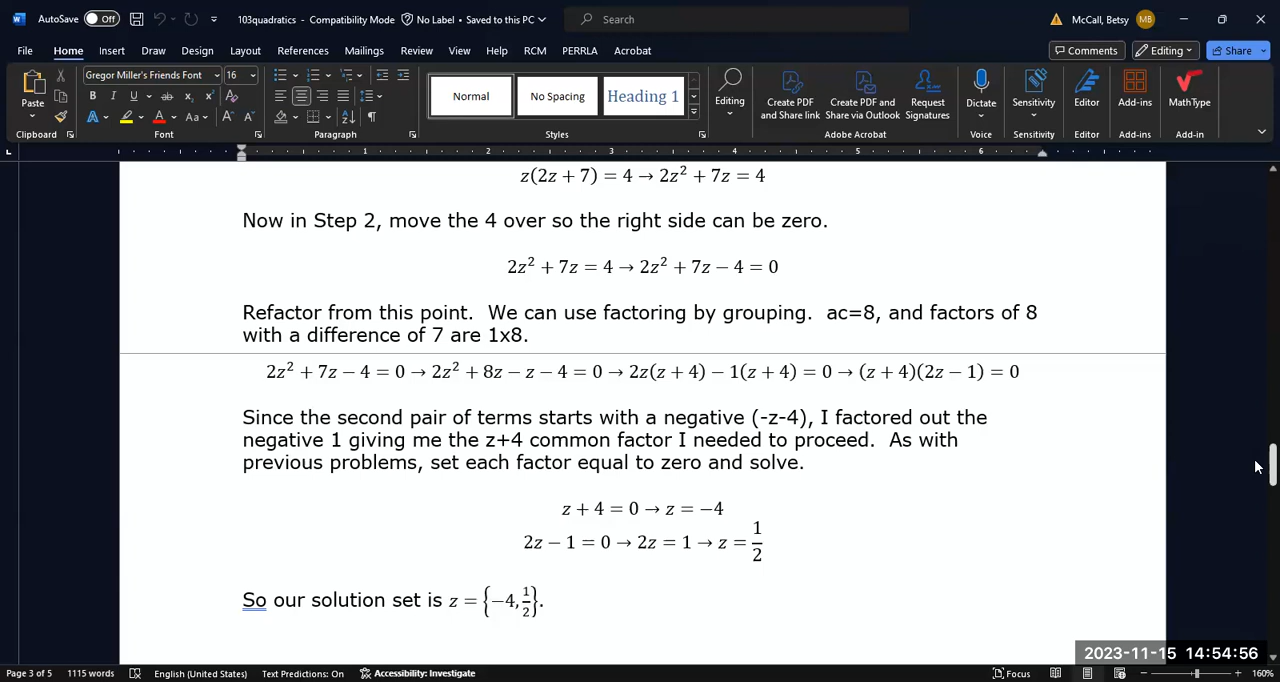 AutoSave Off 103quadratics - Compatibility Mode No Label • Saved to this PC Search McCall, Betsy MB
File Home Insert Draw Design Layout References Mailings Review View Help RCM PERRLA Acrobat Comments Editing Share
Gregor Miller's Friends Font 16
Paste
B I U ab x₂ x²
A A Aa A A
Normal No Spacing Heading 1
Editing
Create PDF and Share link
Create PDF and Share via Outlook
Request Signatures
Dictate Sensitivity Editor Add-ins MathType
Clipboard Font Paragraph Styles Adobe Acrobat Voice Sensitivity Editor Add-ins Add-in
1 2 3 4 5 6
z(2z + 7) = 4 → 2z² + 7z = 4
Now in Step 2, move the 4 over so the right side can be zero.
2z² + 7z = 4 → 2z² + 7z − 4 = 0
Refactor from this point. We can use factoring by grouping. ac=8, and factors of 8
with a difference of 7 are 1x8.
2z² + 7z − 4 = 0 → 2z² + 8z − z − 4 = 0 → 2z(z + 4) − 1(z + 4) = 0 → (z + 4)(2z − 1) = 0
Since the second pair of terms starts with a negative (-z-4), I factored out the
negative 1 giving me the z+4 common factor I needed to proceed. As with
previous problems, set each factor equal to zero and solve.
z + 4 = 0 → z = −4
2z − 1 = 0 → 2z = 1 → z = 1/2
So our solution set is z = {−4, 1/2}.
2023-11-15 14:54:56
Page 3 of 5 1115 words English (United States) Text Predictions: On Accessibility: Investigate Focus 160%